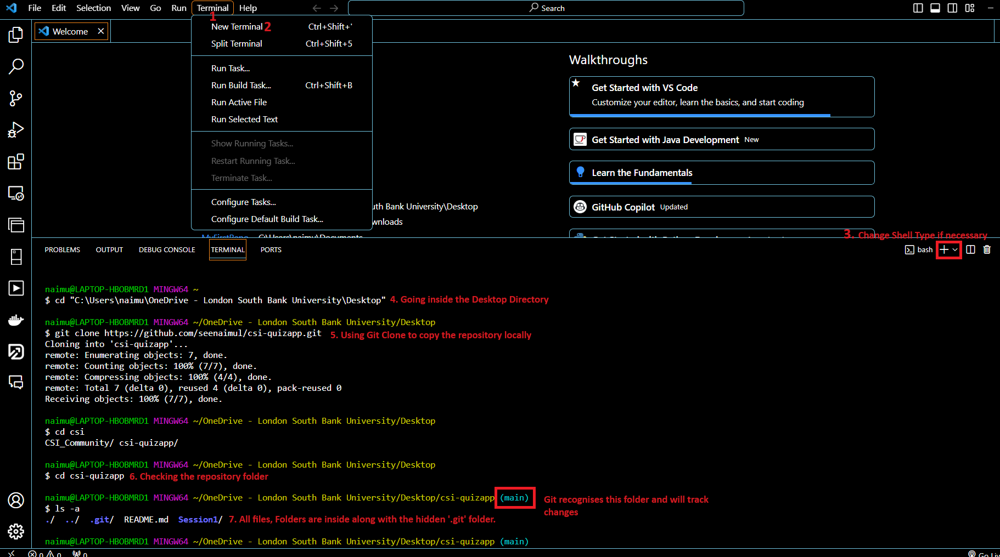 File Edit Selection View Go Run Terminal Help Search
1
Welcome
New Terminal 2 Ctrl+Shift+'
Split Terminal Ctrl+Shift+5
Run Task...
Run Build Task... Ctrl+Shift+B
Run Active File
Run Selected Text
Show Running Tasks...
Restart Running Task...
Terminate Task...
Configure Tasks...
Configure Default Build Task...
uth Bank University\Desktop
wnloads
MyFirstRepo C:\Users\naimu\Documents
Walkthroughs
Get Started with VS Code
Customize your editor, learn the basics, and start coding
Get Started with Java Development New
Learn the Fundamentals
GitHub Copilot Updated
3. Change Shell Type if necessary
PROBLEMS OUTPUT DEBUG CONSOLE TERMINAL PORTS bash
naimu@LAPTOP-HBOBMRD1 MINGW64 ~
$ cd "C:\Users\naimu\OneDrive - London South Bank University\Desktop" 4. Going inside the Desktop Directory
naimu@LAPTOP-HBOBMRD1 MINGW64 ~/OneDrive - London South Bank University/Desktop
$ git clone https://github.com/seenaimul/csi-quizapp.git 5. Using Git Clone to copy the repository locally
Cloning into 'csi-quizapp'...
remote: Enumerating objects: 7, done.
remote: Counting objects: 100% (7/7), done.
remote: Compressing objects: 100% (4/4), done.
remote: Total 7 (delta 0), reused 4 (delta 0), pack-reused 0
Receiving objects: 100% (7/7), done.
naimu@LAPTOP-HBOBMRD1 MINGW64 ~/OneDrive - London South Bank University/Desktop
$ cd csi
CSI_Community/ csi-quizapp/
naimu@LAPTOP-HBOBMRD1 MINGW64 ~/OneDrive - London South Bank University/Desktop
$ cd csi-quizapp 6. Checking the repository folder
naimu@LAPTOP-HBOBMRD1 MINGW64 ~/OneDrive - London South Bank University/Desktop/csi-quizapp (main)
Git recognises this folder and will track
changes
$ ls -a
./ ../ .git/ README.md Session1/ 7. All files, Folders are inside along with the hidden '.git' folder.
naimu@LAPTOP-HBOBMRD1 MINGW64 ~/OneDrive - London South Bank University/Desktop/csi-quizapp (main)
0 0 0 Go Liv